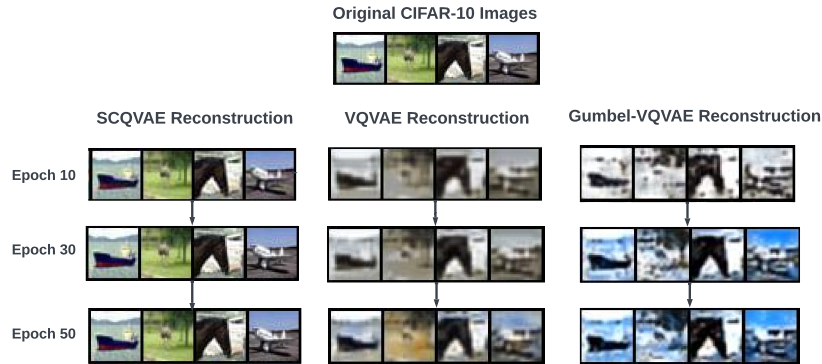 Original CIFAR-10 Images
SCQVAE Reconstruction
VQVAE Reconstruction
Gumbel-VQVAE Reconstruction
Epoch 10
Epoch 30
Epoch 50